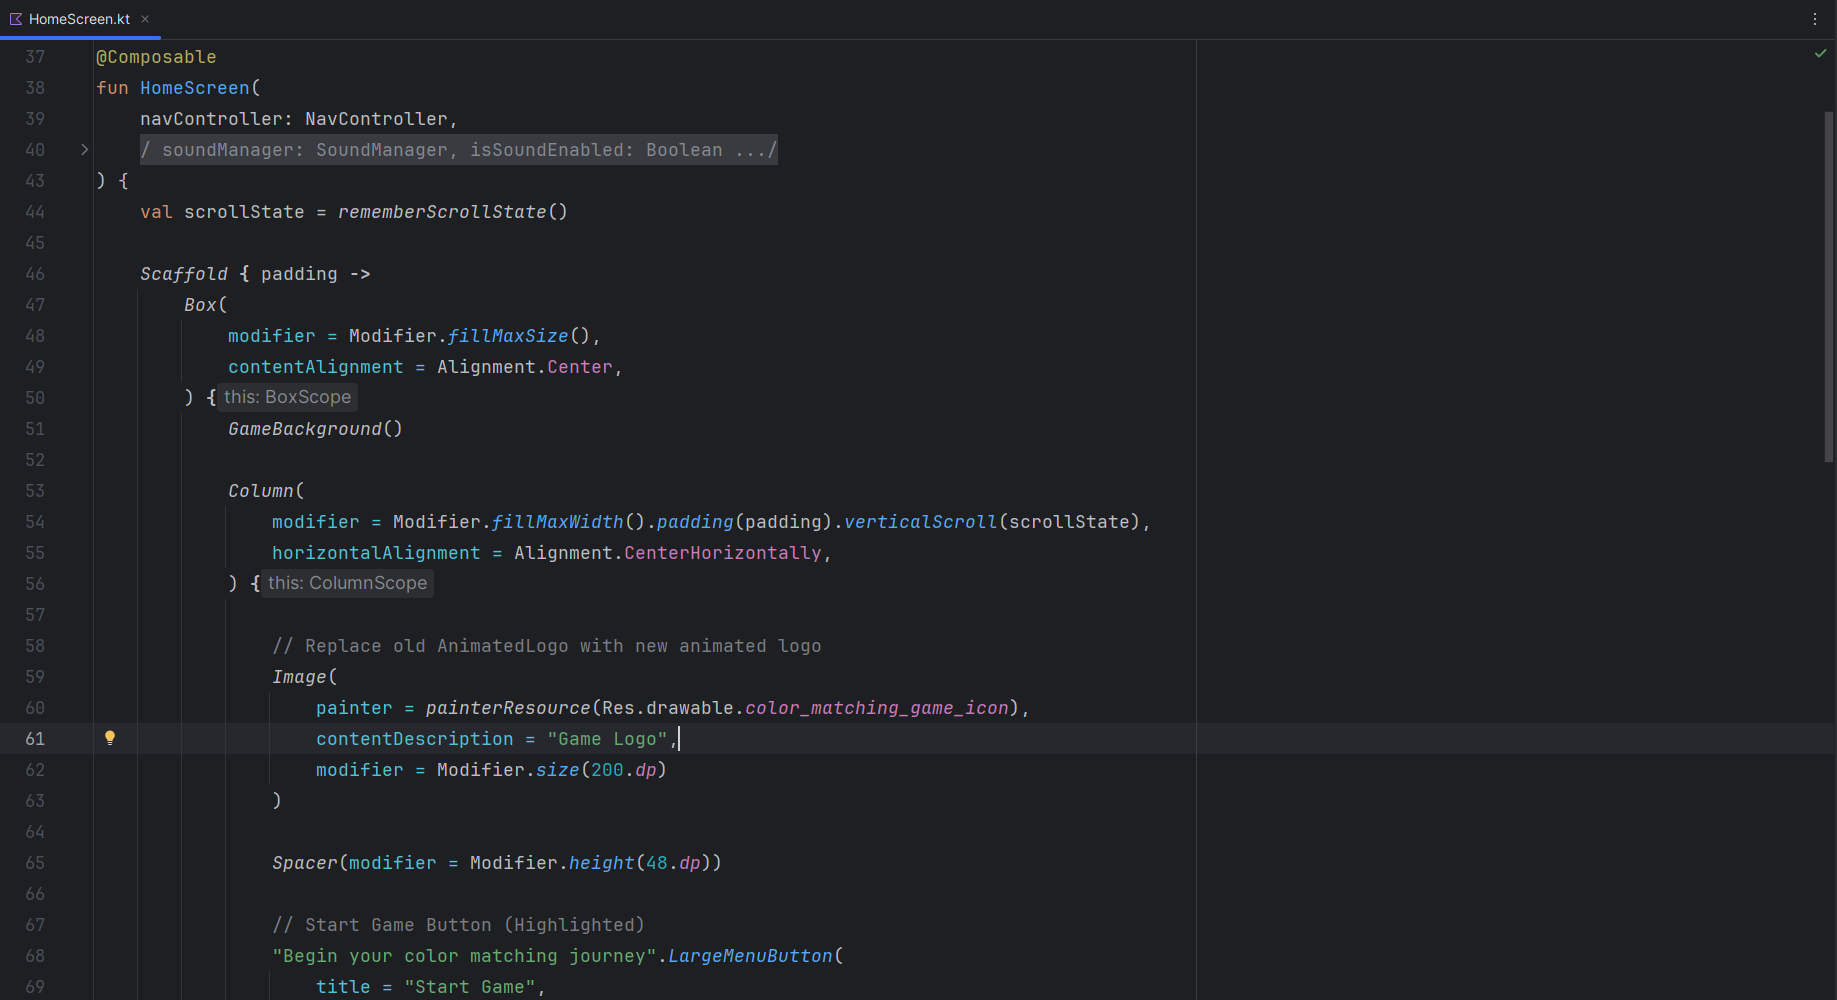 HomeScreen.kt
37 @Composable
38 fun HomeScreen(
39 navController: NavController,
40 / soundManager: SoundManager, isSoundEnabled: Boolean .../
43 ) {
44 val scrollState = rememberScrollState()
45
46 Scaffold { padding ->
47 Box(
48 modifier = Modifier.fillMaxSize(),
49 contentAlignment = Alignment.Center,
50 ) { this: BoxScope
51 GameBackground()
52
53 Column(
54 modifier = Modifier.fillMaxWidth().padding(padding).verticalScroll(scrollState),
55 horizontalAlignment = Alignment.CenterHorizontally,
56 ) { this: ColumnScope
57
58 // Replace old AnimatedLogo with new animated logo
59 Image(
60 painter = painterResource(Res.drawable.color_matching_game_icon),
61 contentDescription = "Game Logo",
62 modifier = Modifier.size(200.dp)
63 )
64
65 Spacer(modifier = Modifier.height(48.dp))
66
67 // Start Game Button (Highlighted)
68 "Begin your color matching journey".LargeMenuButton(
69 title = "Start Game",